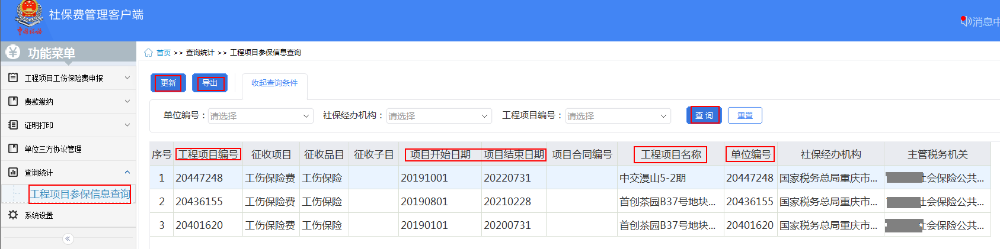 社保费管理客户端
中国税务
消息中
功能菜单
首页 >> 查询统计 >> 工程项目参保信息查询
工程项目工伤保险费申报
费款缴纳
证明打印
单位三方协议管理
查询统计
工程项目参保信息查询
系统设置
更新 导出 收起查询条件
单位编号： 请选择 社保经办机构： 请选择 工程项目编号： 请选择 查 询 重置
序号 工程项目编号 征收项目 征收品目 征收子目 项目开始日期 项目结束日期 项目合同编号 工程项目名称 单位编号 社保经办机构 主管税务机关
1 20447248 工伤保险费 工伤保险 20191001 20220731 中交漫山5-2期 20447248 国家税务总局重庆市... 社会保险公共...
2 20436155 工伤保险费 工伤保险 20190801 20210228 首创茶园B37号地块... 20436155 国家税务总局重庆市... 社会保险公共...
3 20401620 工伤保险费 工伤保险 20190101 20200731 首创茶园B37号地块... 20401620 国家税务总局重庆市... 社会保险公共...